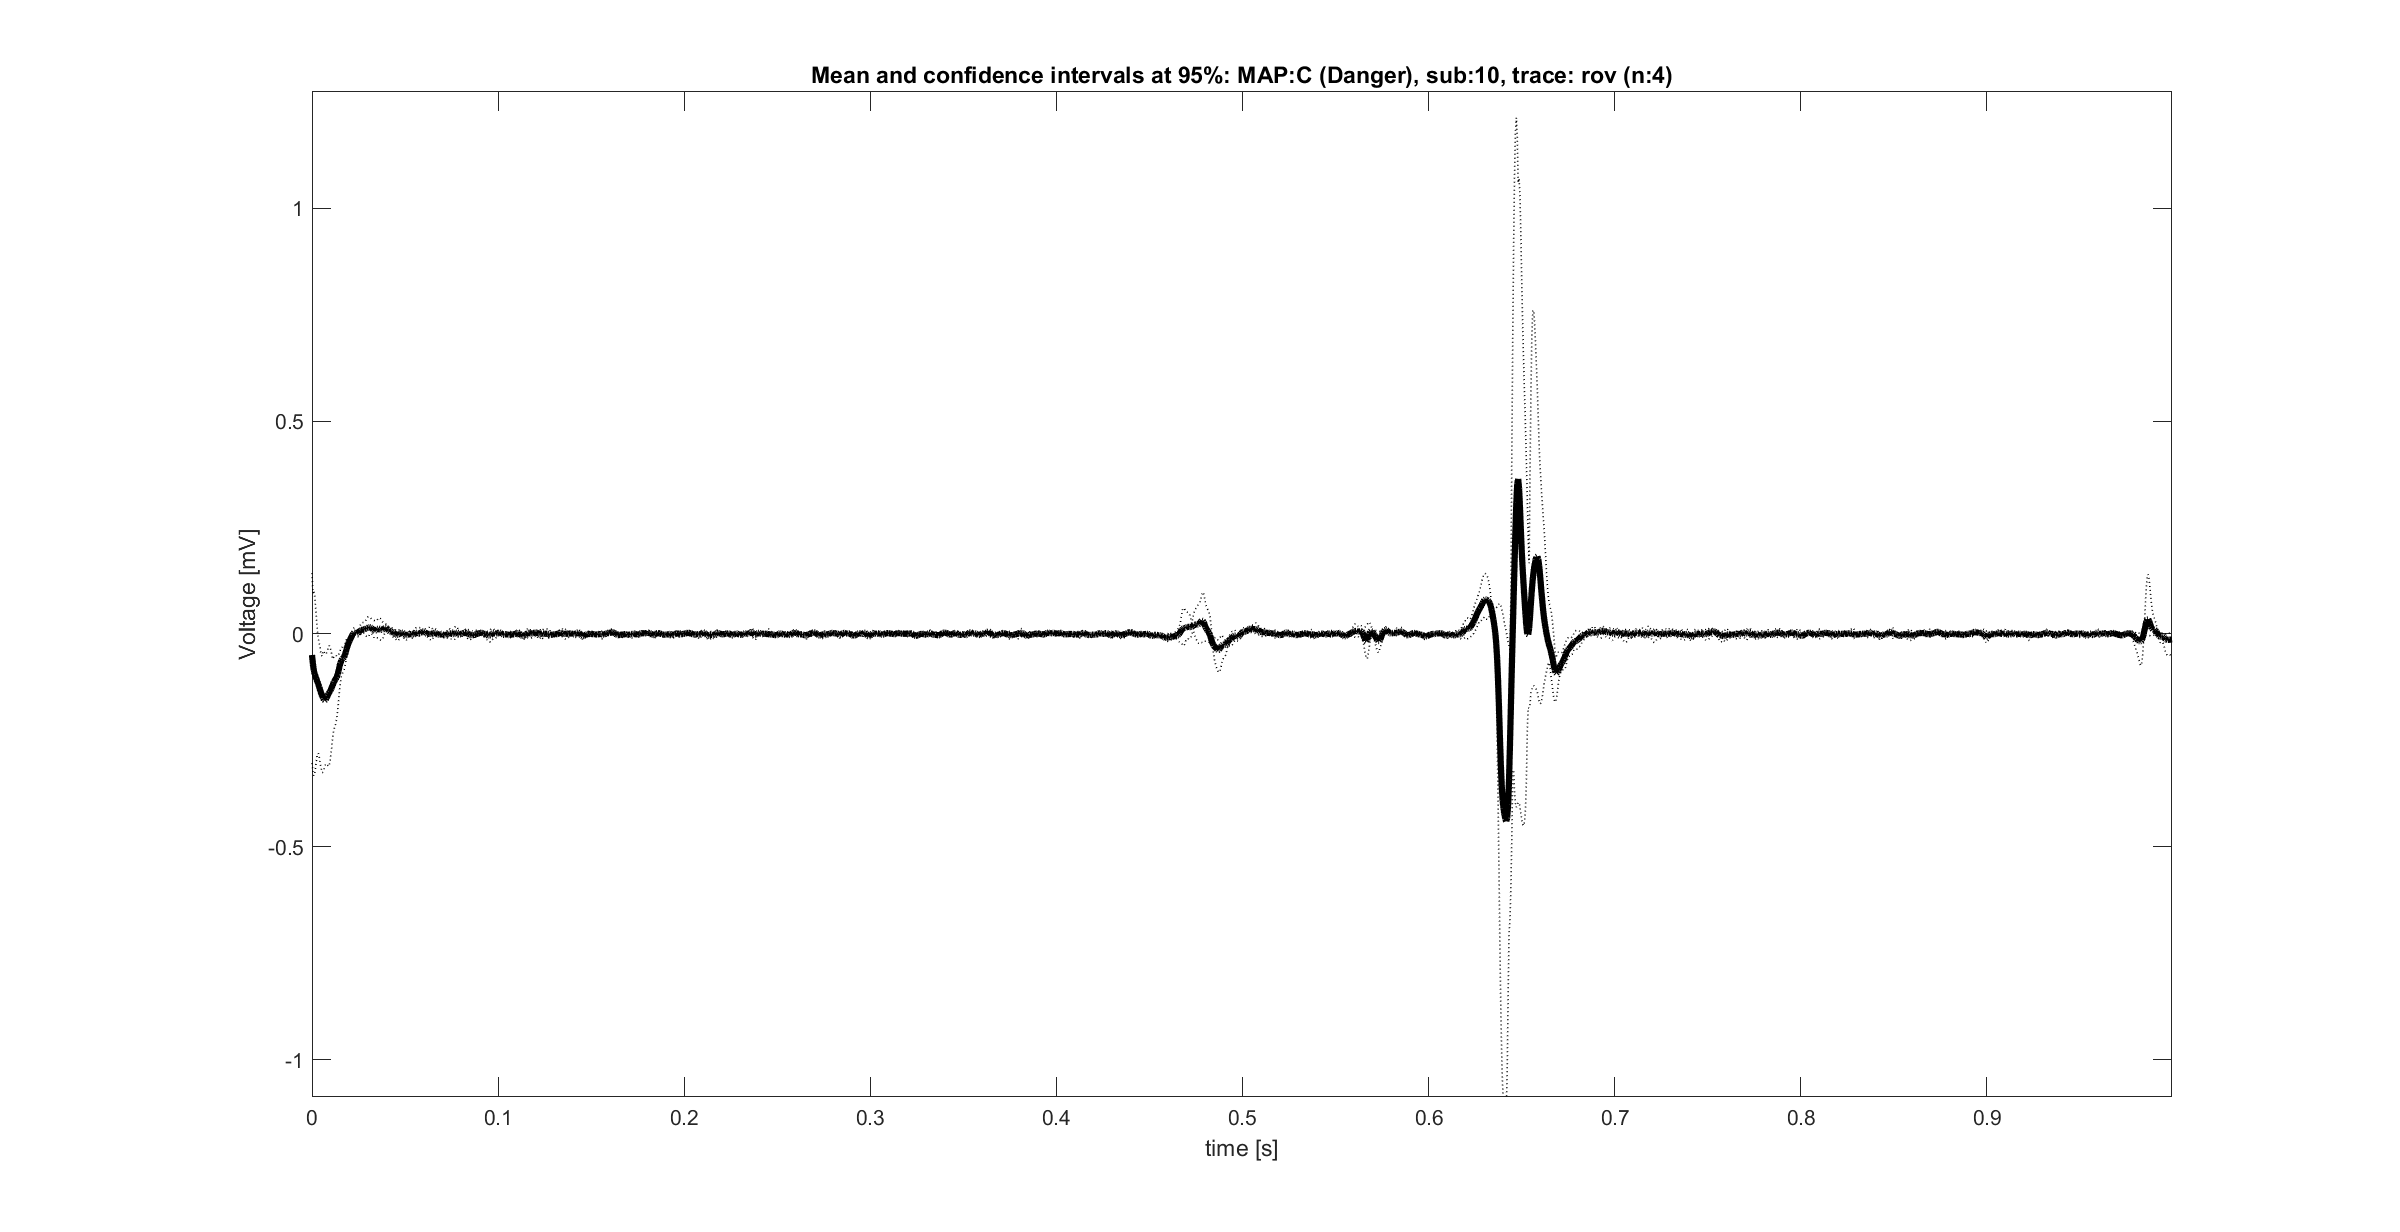 Mean and confidence intervals at 95%: MAP:C (Danger), sub:10, trace: rov (n:4)
1
0.5
0
-0.5
-1
Voltage [mV]
0 0.1 0.2 0.3 0.4 0.5 0.6 0.7 0.8 0.9
time [s]